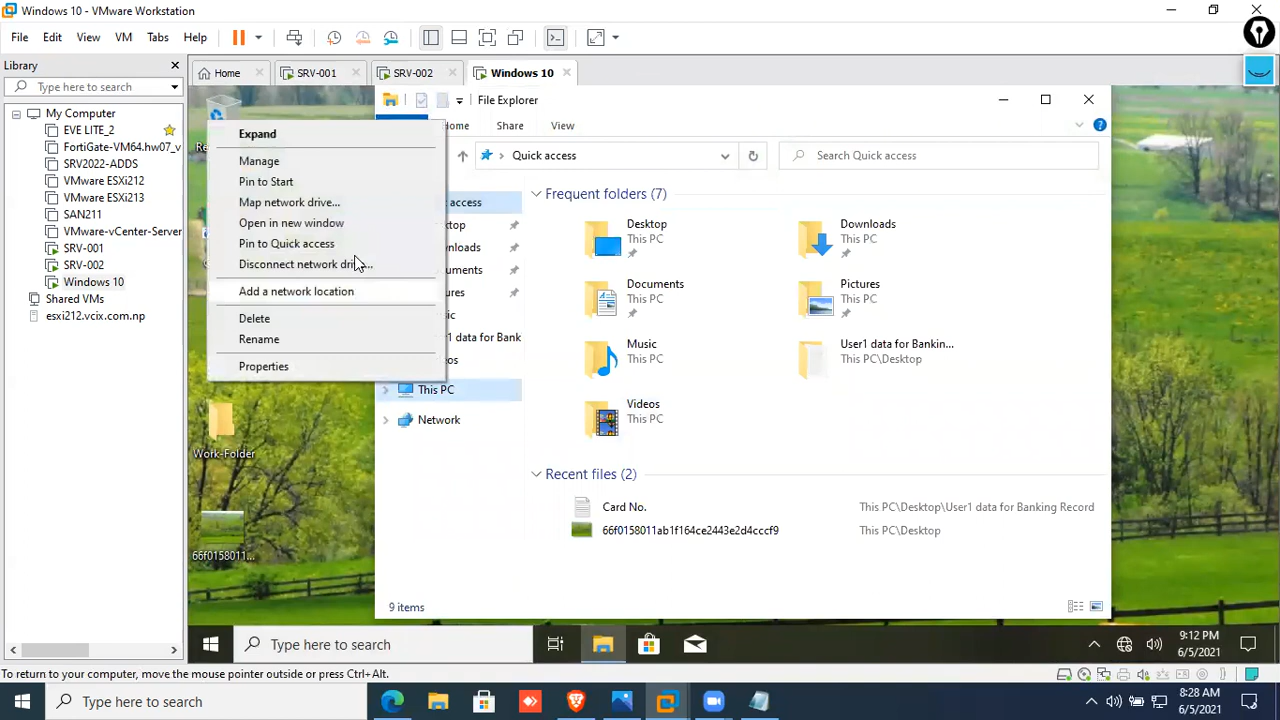 Windows 10 - VMware Workstation
File Edit View VM Tabs Help
Library
Type here to search
My Computer
EVE LITE_2
FortiGate-VM64.hw07_v
SRV2022-ADDS
VMware ESXi212
VMware ESXi213
SAN211
VMware-vCenter-Server
SRV-001
SRV-002
Windows 10
Shared VMs
esxi212.vcix.com.np
Home SRV-001 SRV-002 Windows 10
File Explorer
Home Share View
Quick access
Search Quick access
Expand
Manage
Pin to Start
Map network drive...
Open in new window
Pin to Quick access
Disconnect network
Add a network location
Delete
Rename
Properties
This PC
Network
Frequent folders (7)
Desktop
This PC
Downloads
This PC
Documents
This PC
Pictures
This PC
Music
This PC
User1 data for Bankin...
This PC\Desktop
Videos
This PC
Recent files (2)
Card No.
This PC\Desktop\User1 data for Banking Record
66f0158011ab1f164ce2443e2d4cccf9
This PC\Desktop
9 items
Work-Folder
66f0158011...
Type here to search
9:12 PM
6/5/2021
To return to your computer, move the mouse pointer outside or press Ctrl+Alt.
Type here to search
8:28 AM
6/5/2021